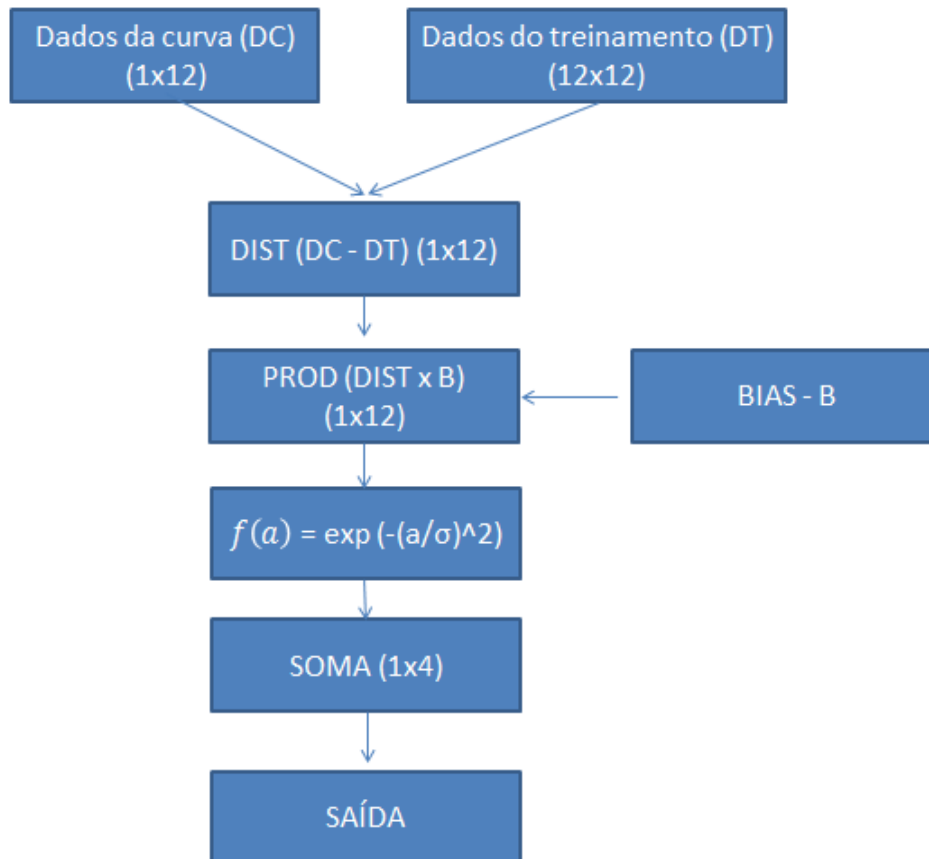 Dados da curva (DC)
(1x12)
Dados do treinamento (DT)
(12x12)
DIST (DC - DT) (1x12)
PROD (DIST x B)
(1x12)
BIAS - B
f(a) = exp (-(a/σ)^2)
SOMA (1x4)
SAÍDA